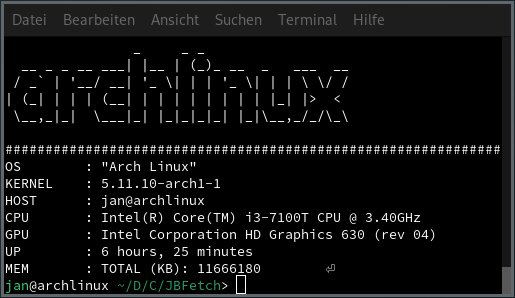 Datei Bearbeiten Ansicht Suchen Terminal Hilfe
archlinux
################################################################
OS : "Arch Linux"
KERNEL : 5.11.10-arch1-1
HOST : jan@archlinux
CPU : Intel(R) Core(TM) i3-7100T CPU @ 3.40GHz
GPU : Intel Corporation HD Graphics 630 (rev 04)
UP : 6 hours, 25 minutes
MEM : TOTAL (KB): 11666180 ⏎
jan@archlinux ~/D/C/JBFetch>